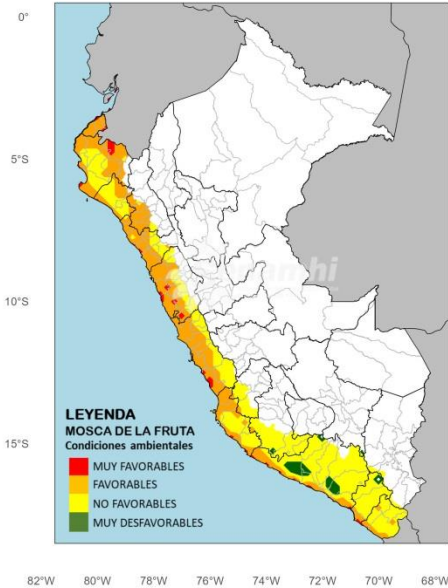 0°
5°S
10°S
senamhi
LEYENDA
MOSCA DE LA FRUTA
Condiciones ambientales
MUY FAVORABLES
FAVORABLES
NO FAVORABLES
MUY DESFAVORABLES
15°S
82°W 80°W 78°W 76°W 74°W 72°W 70°W 68°W